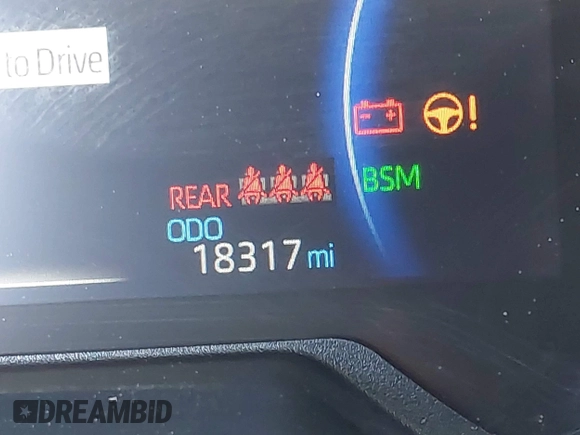 to Drive
REAR
BSM
ODO
18317 mi
DREAMBID